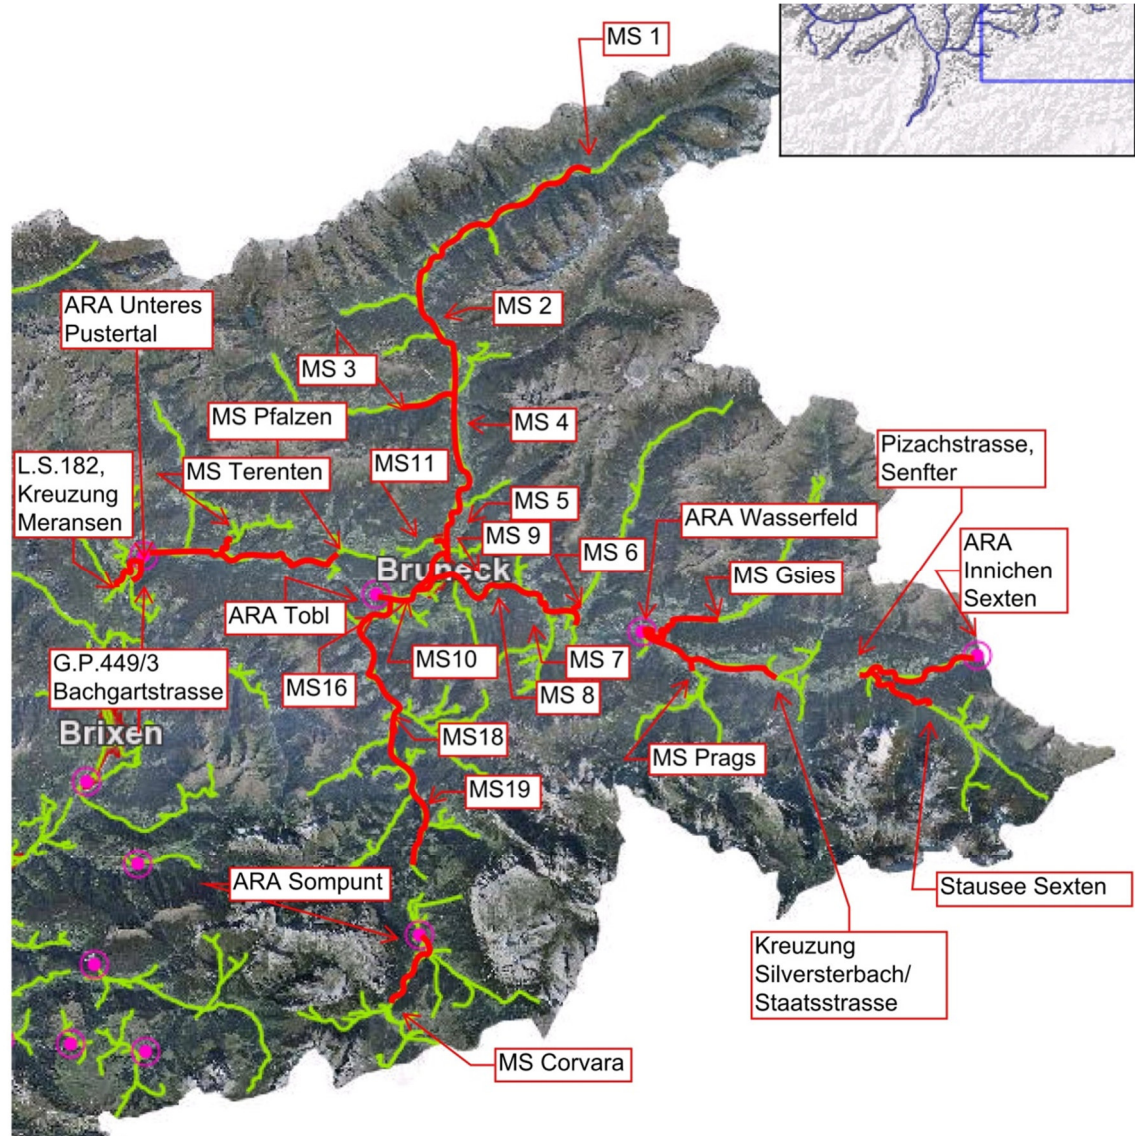 MS 1
ARA Unteres
Pustertal
MS 2
MS 3
MS Pfalzen
MS 4
L.S.182,
Kreuzung
Meransen
MS Terenten
MS11
Pizachstrasse,
Senfter
MS 5
MS 9
MS 6
ARA Wasserfeld
ARA
Innichen
Sexten
Bruneck
MS Gsies
ARA Tobl
G.P.449/3
Bachgartstrasse
MS16
MS10
MS 7
MS 8
Brixen
MS18
MS Prags
MS19
ARA Sompunt
Stausee Sexten
Kreuzung
Silversterbach/
Staatsstrasse
MS Corvara